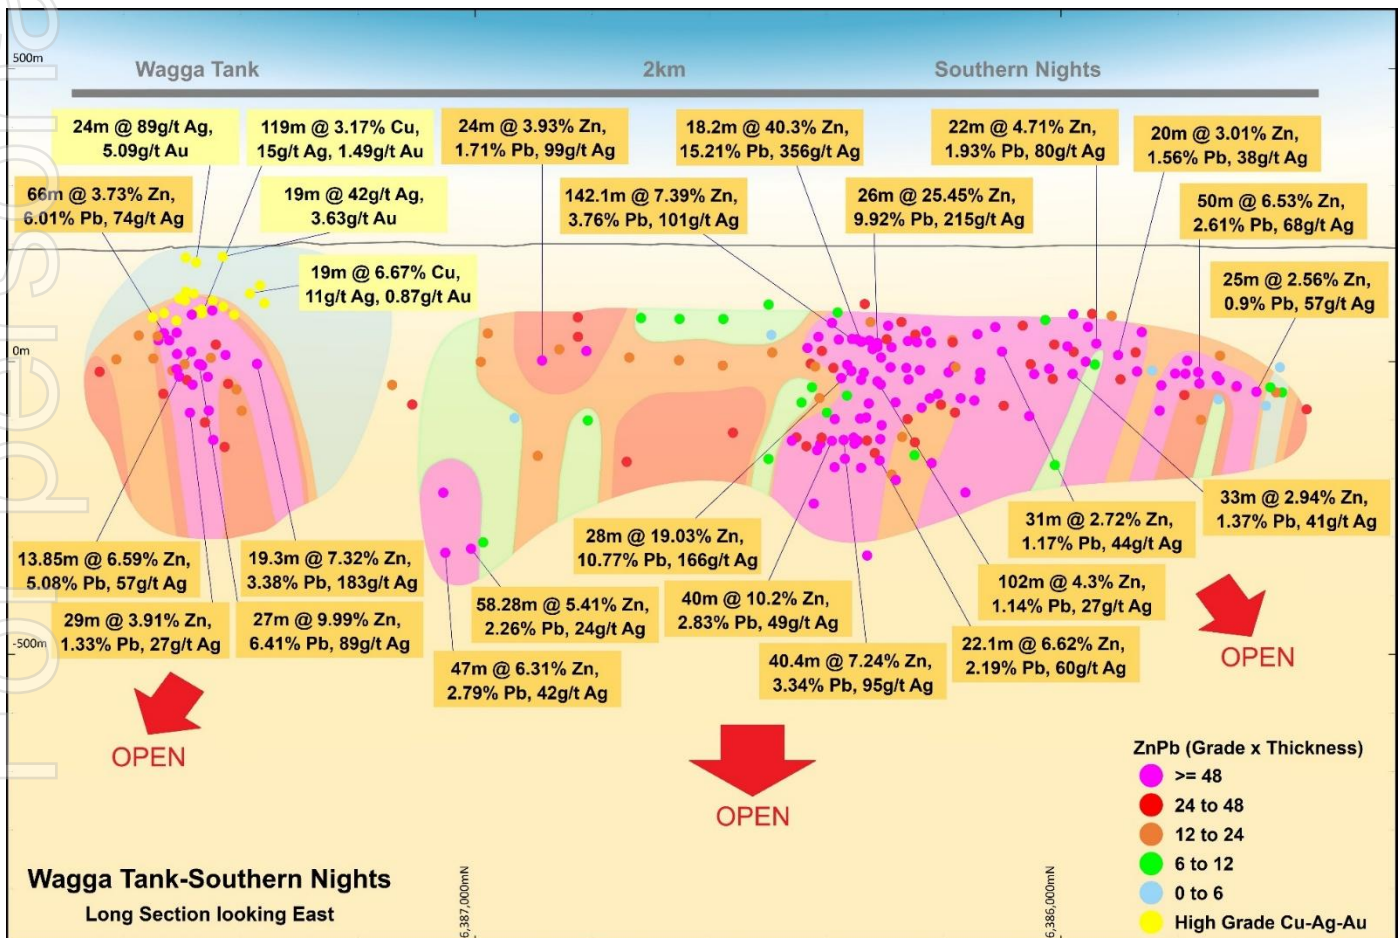 For personal
500m
Wagga Tank
2km
Southern Nights
24m @ 89g/t Ag,
5.09g/t Au
119m @ 3.17% Cu,
15g/t Ag, 1.49g/t Au
24m @ 3.93% Zn,
1.71% Pb, 99g/t Ag
18.2m @ 40.3% Zn,
15.21% Pb, 356g/t Ag
22m @ 4.71% Zn,
1.93% Pb, 80g/t Ag
20m @ 3.01% Zn,
1.56% Pb, 38g/t Ag
66m @ 3.73% Zn,
6.01% Pb, 74g/t Ag
19m @ 42g/t Ag,
3.63g/t Au
142.1m @ 7.39% Zn,
3.76% Pb, 101g/t Ag
26m @ 25.45% Zn,
9.92% Pb, 215g/t Ag
50m @ 6.53% Zn,
2.61% Pb, 68g/t Ag
19m @ 6.67% Cu,
11g/t Ag, 0.87g/t Au
25m @ 2.56% Zn,
0.9% Pb, 57g/t Ag
0m
13.85m @ 6.59% Zn,
5.08% Pb, 57g/t Ag
19.3m @ 7.32% Zn,
3.38% Pb, 183g/t Ag
28m @ 19.03% Zn,
10.77% Pb, 166g/t Ag
31m @ 2.72% Zn,
1.17% Pb, 44g/t Ag
33m @ 2.94% Zn,
1.37% Pb, 41g/t Ag
29m @ 3.91% Zn,
1.33% Pb, 27g/t Ag
27m @ 9.99% Zn,
6.41% Pb, 89g/t Ag
58.28m @ 5.41% Zn,
2.26% Pb, 24g/t Ag
40m @ 10.2% Zn,
2.83% Pb, 49g/t Ag
102m @ 4.3% Zn,
1.14% Pb, 27g/t Ag
-500m
47m @ 6.31% Zn,
2.79% Pb, 42g/t Ag
40.4m @ 7.24% Zn,
3.34% Pb, 95g/t Ag
22.1m @ 6.62% Zn,
2.19% Pb, 60g/t Ag
OPEN
OPEN
OPEN
ZnPb (Grade x Thickness)
>= 48
24 to 48
12 to 24
6 to 12
0 to 6
High Grade Cu-Ag-Au
Wagga Tank-Southern Nights
Long Section looking East
6,387,000mN
6,386,000mN